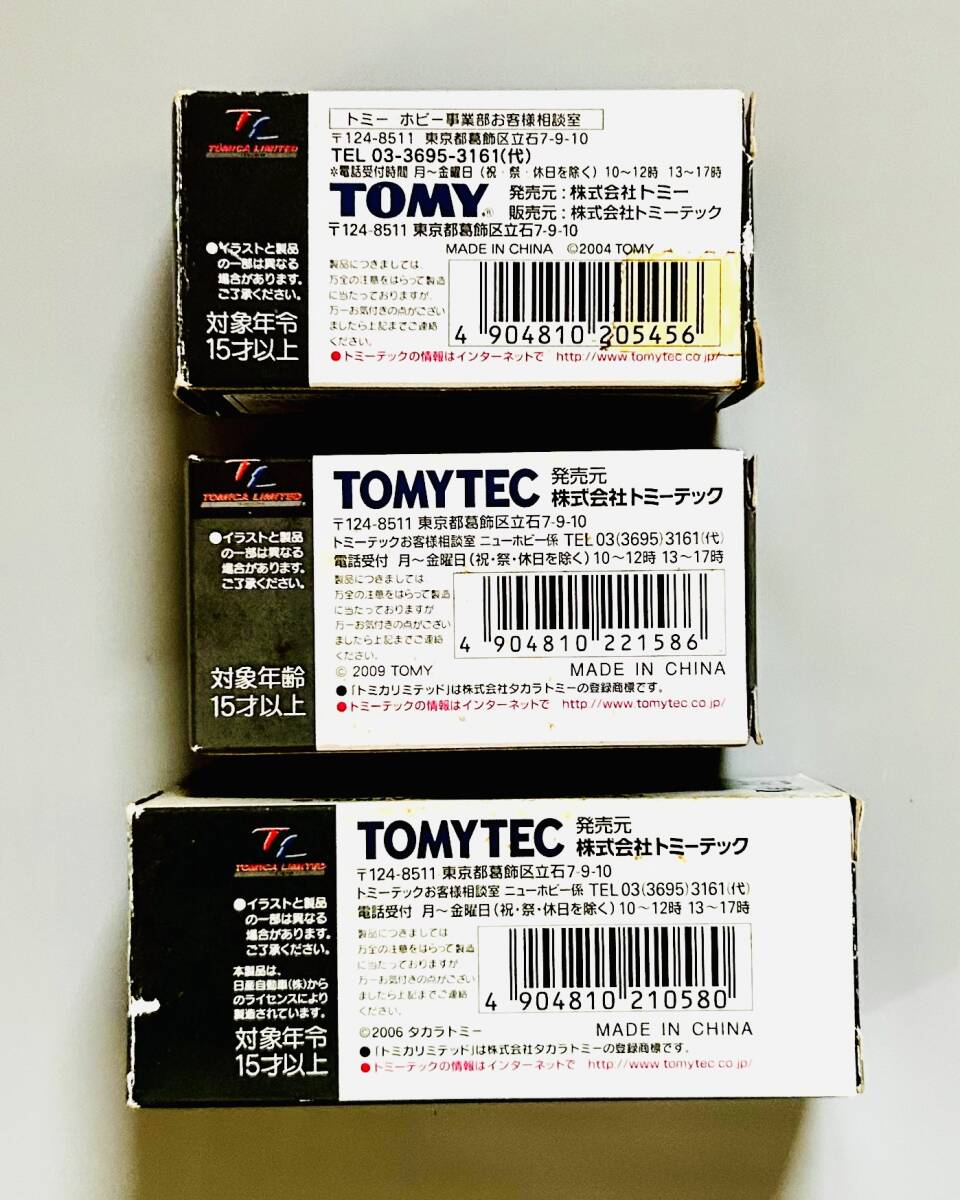 TOMICA LIMITED
●イラストと製品
の一部は異なる
場合があります。
ご了承ください。
対象年令
15才以上
トミー ホビー事業部お客様相談室
〒124-8511 東京都葛飾区立石7-9-10
TEL 03-3695-3161(代)
※電話受付時間 月〜金曜日(祝・祭・休日を除く)10〜12時 13〜17時
TOMY® 発売元:株式会社トミー
販売元:株式会社トミーテック
〒124-8511 東京都葛飾区立石7-9-10
MADE IN CHINA ©2004 TOMY
製品につきましては、
万全の注意をはらって製造
に当たっておりますが、
万一お気付きの点がござい
ましたら上記までご連絡
ください。
4 904810 205456
●トミーテックの情報はインターネットで http://www.tomytec.co.jp/
TOMICA LIMITED
●イラストと製品
の一部は異なる
場合があります。
ご了承ください。
対象年齢
15才以上
TOMYTEC 発売元
株式会社トミーテック
〒124-8511 東京都葛飾区立石7-9-10
トミーテックお客様相談室 ニューホビー係 TEL 03(3695)3161(代)
電話受付 月〜金曜日(祝・祭・休日を除く)10〜12時 13〜17時
製品につきましては
万全の注意をはらって製造
に当たっておりますが
万一お気付きの点がござい
ましたら上記までご連絡
ください。
4 904810 221586
© 2009 TOMY MADE IN CHINA
●「トミカリミテッド」は株式会社タカラトミーの登録商標です。
●トミーテックの情報はインターネットで http://www.tomytec.co.jp/
TOMICA LIMITED
●イラストと製品
の一部は異なる
場合があります。
ご了承ください。
本製品は、
日産自動車(株)から
のライセンスにより
製造されています。
対象年令
15才以上
TOMYTEC 発売元
株式会社トミーテック
〒124-8511 東京都葛飾区立石7-9-10
トミーテックお客様相談室 ニューホビー係 TEL 03(3695)3161(代)
電話受付 月〜金曜日(祝・祭・休日を除く)10〜12時 13〜17時
製品につきましては
万全の注意をはらって製造
に当たっておりますが
万一お気付きの点がござい
ましたら上記までご連絡
ください。
4 904810 210580
©2006 タカラトミー MADE IN CHINA
●「トミカリミテッド」は株式会社タカラトミーの登録商標です。
●トミーテックの情報はインターネットで http://www.tomytec.co.jp/